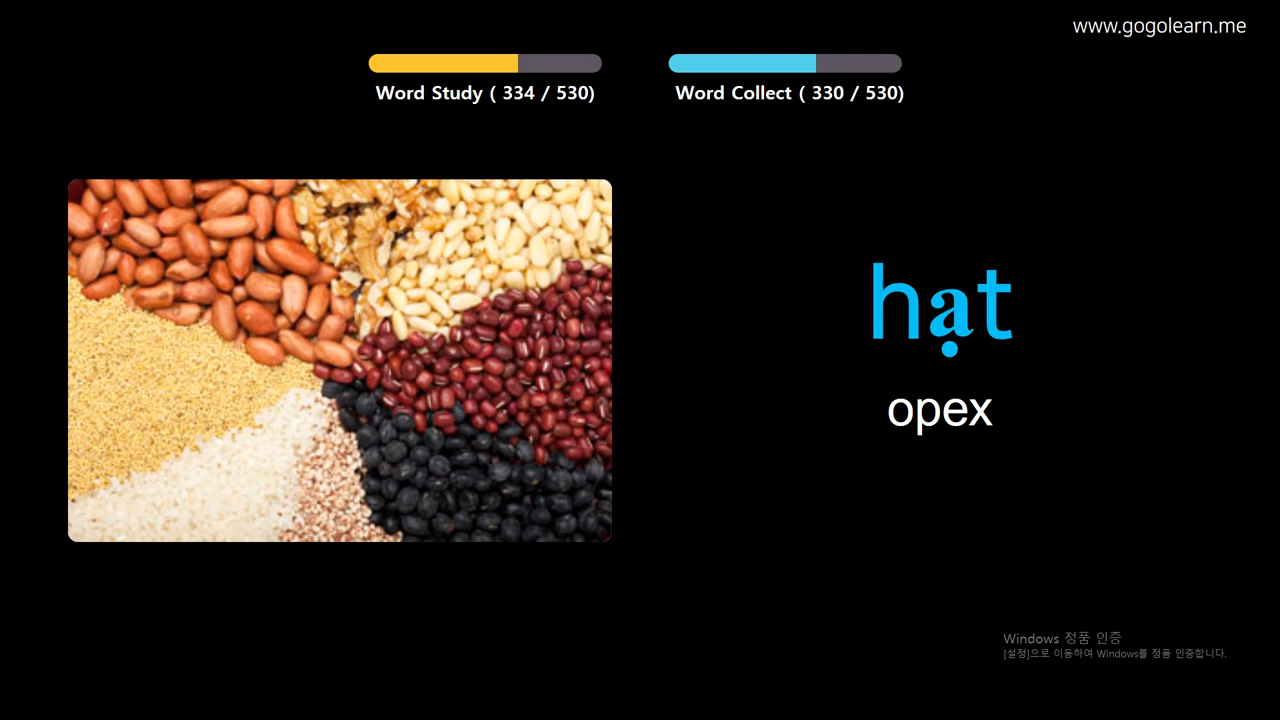 www.gogolearn.me
Word Study ( 334 / 530)
Word Collect ( 330 / 530)
hạt
орех
Windows 정품 인증
[설정]으로 이동하여 Windows를 정품 인증합니다.